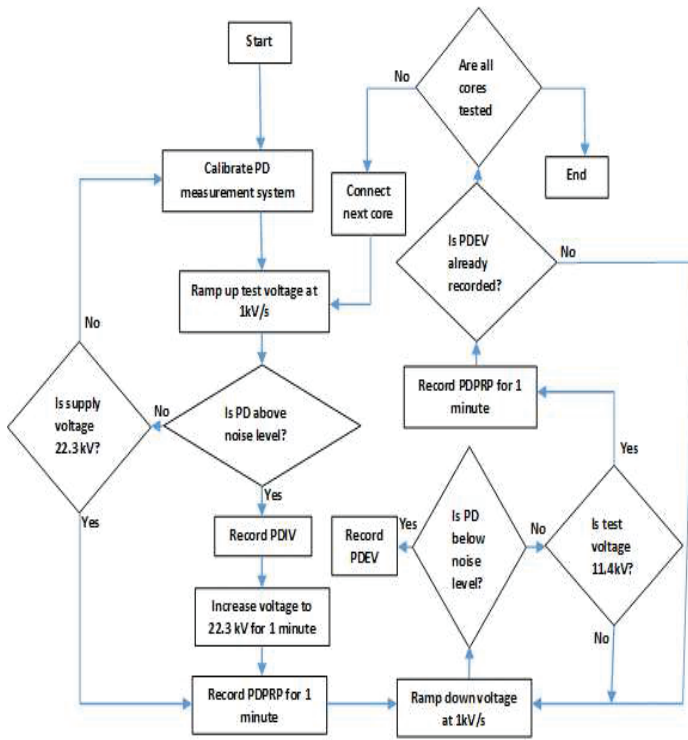 Start
Calibrate PD
measurement system
Ramp up test voltage at
1kV/s
Is PD above
noise level?
No
Yes
Is supply
voltage
22.3 kV?
No
Yes
Record PDIV
Increase voltage to
22.3 kV for 1 minute
Record PDPRP for 1
minute
Ramp down voltage
at 1kV/s
Is PD
below
noise
level?
Yes
No
Record
PDEV
Is test
voltage
11.4kV?
Yes
No
Record PDPRP for 1
minute
Is PDEV
already
recorded?
No
Are all
cores
tested
No
Connect
next core
End